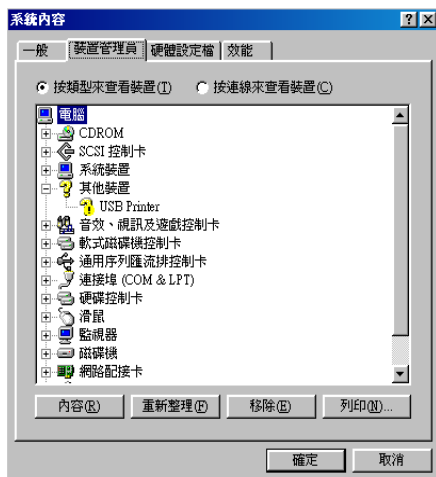 系統內容
一般 裝置管理員 硬體設定檔 效能
按類型來查看裝置(T) 按連線來查看裝置(C)
電腦
CDROM
SCSI 控制卡
系統裝置
其他裝置
USB Printer
音效、視訊及遊戲控制卡
軟式磁碟機控制卡
通用序列匯流排控制卡
連接埠 (COM & LPT)
硬碟控制卡
滑鼠
監視器
磁碟機
網路配接卡
內容(R) 重新整理(F) 移除(E) 列印(N)...
確定 取消